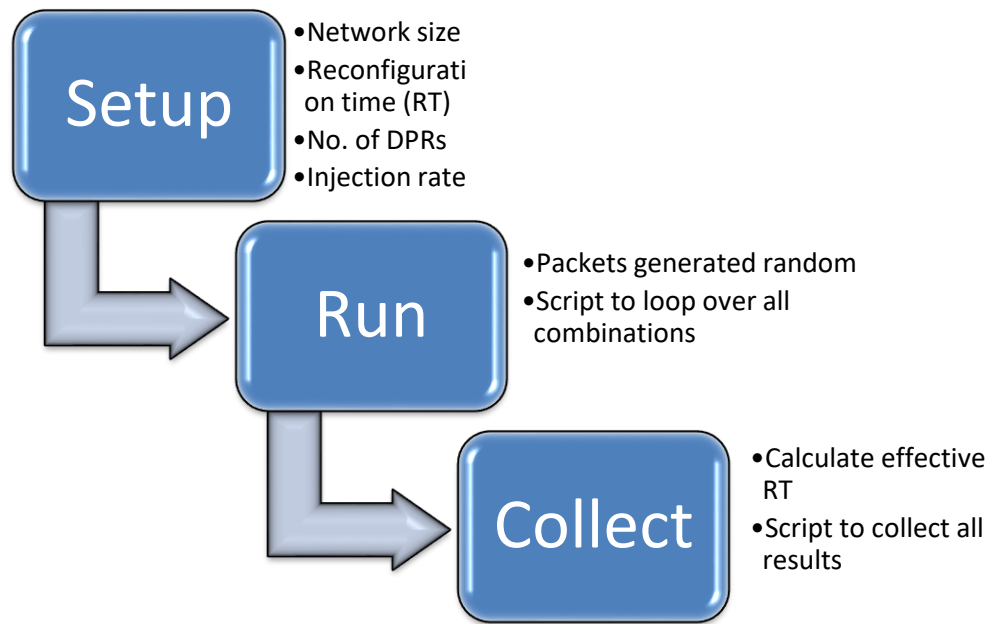 Setup
•Network size
•Reconfigurati
on time (RT)
•No. of DPRs
•Injection rate
Run
•Packets generated random
•Script to loop over all
combinations
Collect
•Calculate effective
RT
•Script to collect all
results